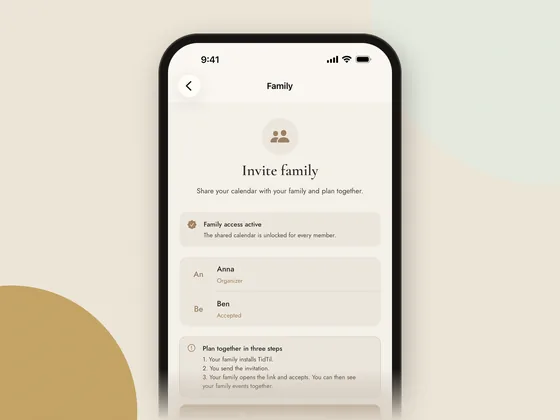 9:41
Family
Invite family
Share your calendar with your family and plan together.
Family access active
The shared calendar is unlocked for every member.
An
Anna
Organizer
Be
Ben
Accepted
Plan together in three steps
1. Your family installs TidTil.
2. You send the invitation.
3. Your family opens the link and accepts. You can then see
your family events together.